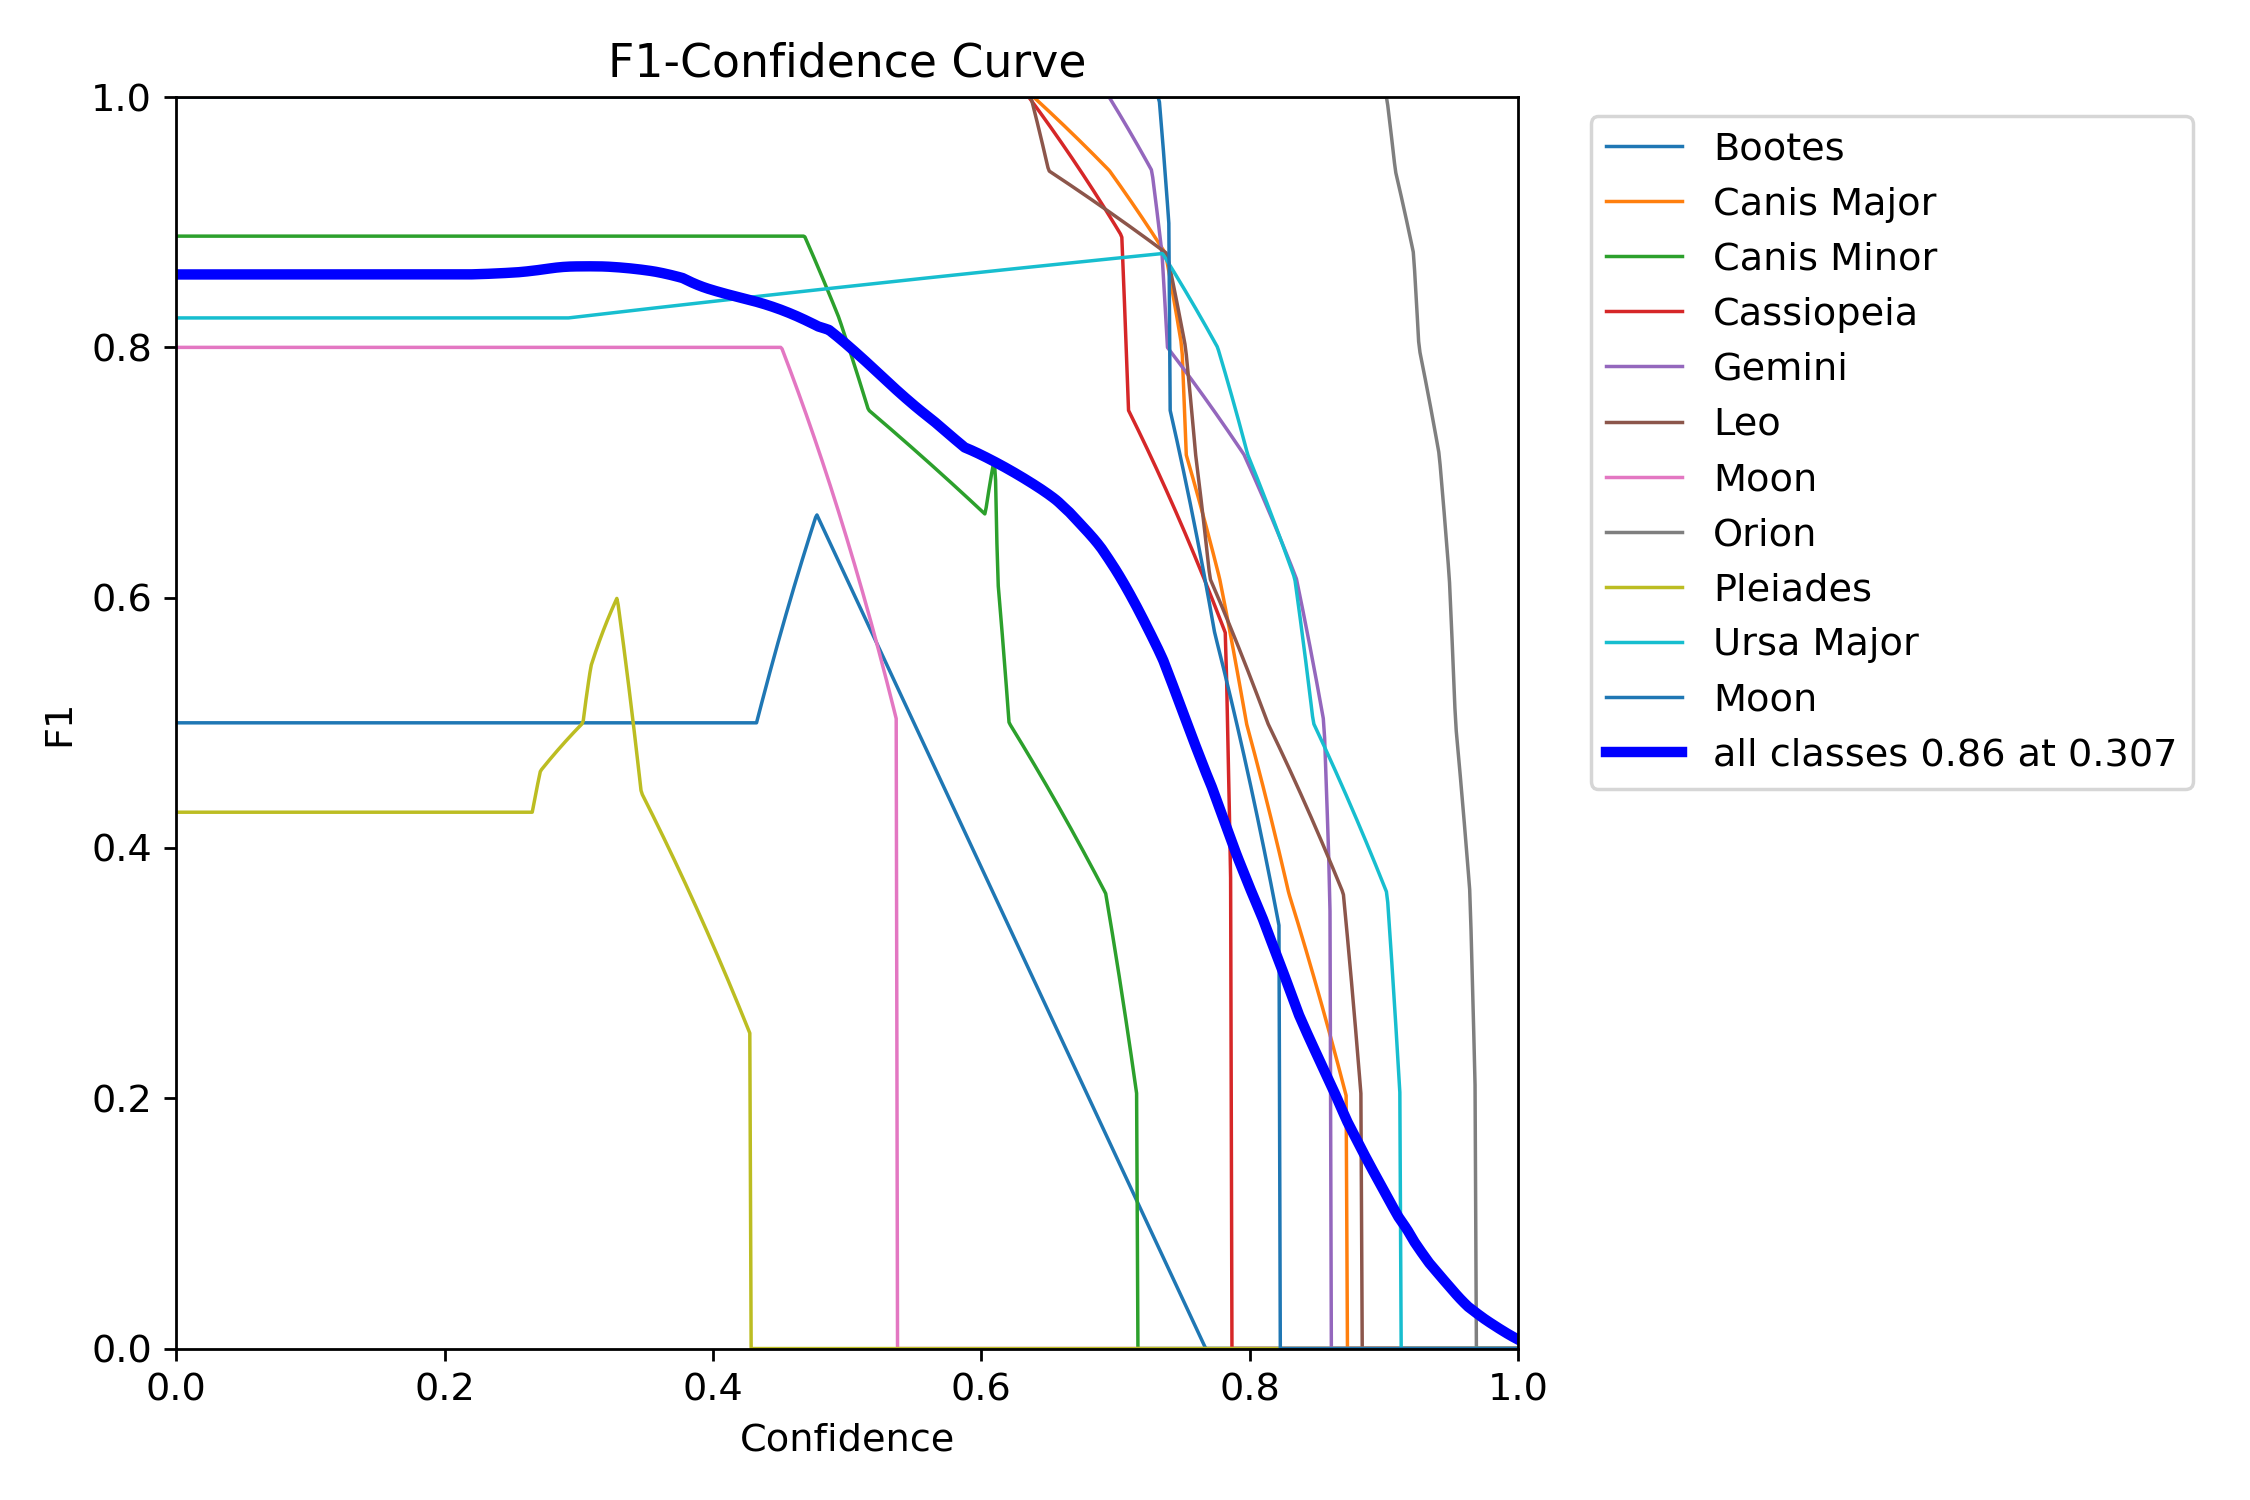 F1-Confidence Curve
1.0
0.8
0.6
0.4
0.2
0.0
F1
0.0 0.2 0.4 0.6 0.8 1.0
Confidence
Bootes
Canis Major
Canis Minor
Cassiopeia
Gemini
Leo
Moon
Orion
Pleiades
Ursa Major
Moon
all classes 0.86 at 0.307